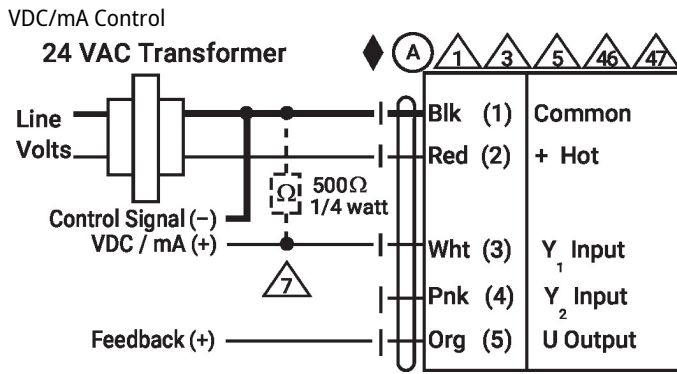 VDC/mA Control
24 VAC Transformer
A 1 3 5 46 47
Line
Volts
Blk (1) Common
Red (2) + Hot
Ω 500Ω
1/4 watt
Control Signal (−)
VDC / mA (+)
Wht (3) Y1 Input
7
Pnk (4) Y2 Input
Feedback (+)
Org (5) U Output